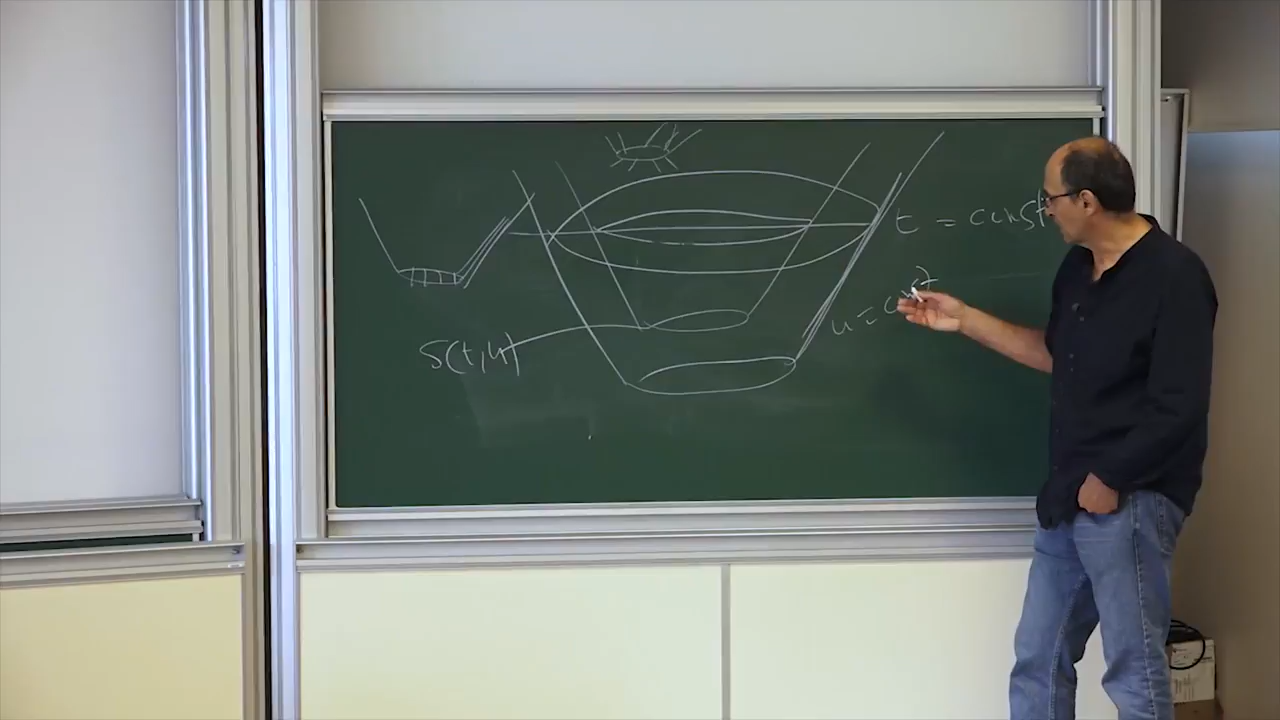 t = const
u = const
S(t,u)